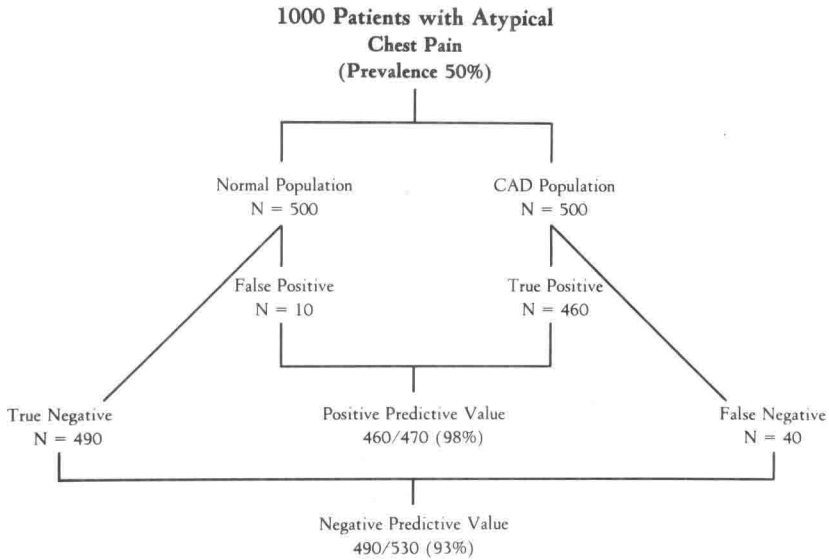 1000 Patients with Atypical
Chest Pain
(Prevalence 50%)
Normal Population
N = 500
CAD Population
N = 500
False Positive
N = 10
True Positive
N = 460
True Negative
N = 490
Positive Predictive Value
460/470 (98%)
False Negative
N = 40
Negative Predictive Value
490/530 (93%)